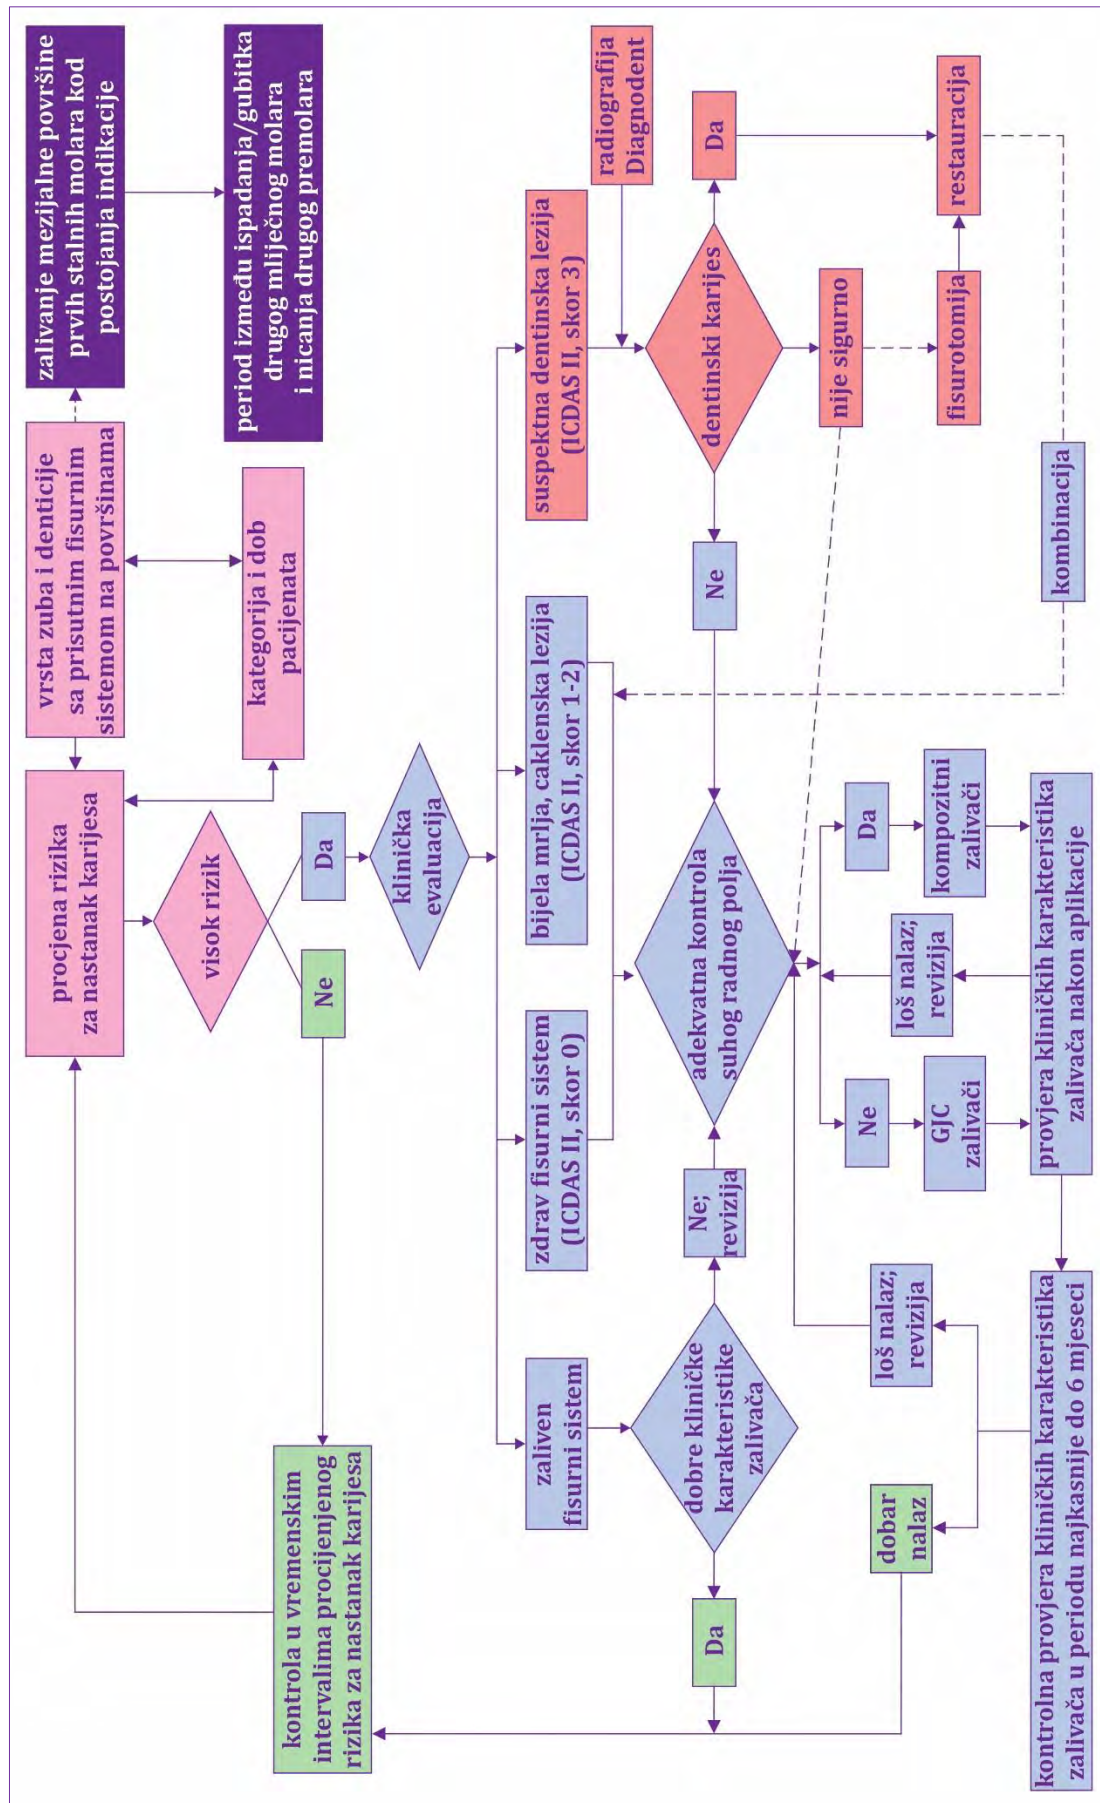 procjena rizika
za nastanak karijesa
vrsta zuba i denticije
sa prisutnim fisurnim
sistemom na površinama
zalivanje mezijalne površine
prvih stalnih molara kod
postojanja indikacije
period između ispadanja/gubitka
drugog mliječnog molara
i nicanja drugog premolara
kategorija i dob
pacijenata
visok rizik
Ne
Da
kontrola u vremenskim
intervalima procijenjenog
rizika za nastanak karijesa
klinička
evaluacija
zaliven
fisurni sistem
zdrav fisurni sistem
(ICDAS II, skor 0)
bijela mrlja, caklenska lezija
(ICDAS II, skor 1-2)
suspektna dentinska lezija
(ICDAS II, skor 3)
radiografija
Diagnodent
Da
dobre kliničke
karakteristike
zalivača
Ne;
revizija
adekvatna kontrola
suhog radnog polja
Ne
dentinski karijes
Da
nije sigurno
fisurotomija
restauracija
kombinacija
dobar
nalaz
loš nalaz;
revizija
Ne
GJC
zalivači
loš nalaz;
revizija
Da
kompozitni
zalivači
provjera kliničkih karakteristika
zalivača nakon aplikacije
kontrolna provjera kliničkih karakteristika
zalivača u periodu najkasnije do 6 mjeseci